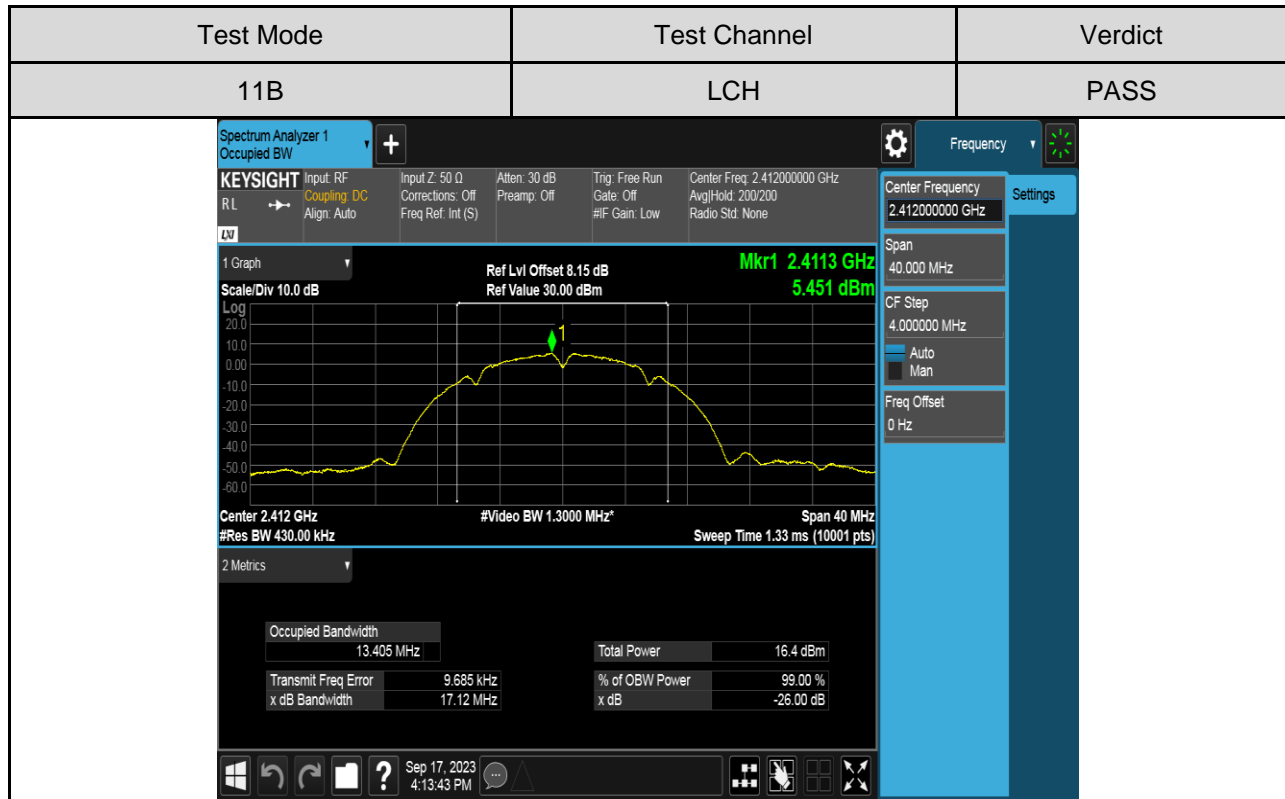 Test Mode Test Channel Verdict
11B LCH PASS
Spectrum Analyzer 1
Occupied BW
+
Frequency
KEYSIGHT
RL
LXI
Input: RF
Coupling: DC
Align: Auto
Input Z: 50 Ω
Corrections: Off
Freq Ref: Int (S)
Atten: 30 dB
Preamp: Off
Trig: Free Run
Gate: Off
#IF Gain: Low
Center Freq: 2.412000000 GHz
Avg|Hold: 200/200
Radio Std: None
Center Frequency
2.412000000 GHz
Settings
Span
40.000 MHz
CF Step
4.000000 MHz
Auto
Man
Freq Offset
0 Hz
1 Graph
Scale/Div 10.0 dB
Ref Lvl Offset 8.15 dB
Ref Value 30.00 dBm
Mkr1 2.4113 GHz
5.451 dBm
Log
20.0
10.0
0.00
-10.0
-20.0
-30.0
-40.0
-50.0
-60.0
1
Center 2.412 GHz #Video BW 1.3000 MHz* Span 40 MHz
#Res BW 430.00 kHz Sweep Time 1.33 ms (10001 pts)
2 Metrics
Occupied Bandwidth
13.405 MHz
Total Power 16.4 dBm
Transmit Freq Error 9.685 kHz % of OBW Power 99.00 %
x dB Bandwidth 17.12 MHz x dB -26.00 dB
?
Sep 17, 2023
4:13:43 PM